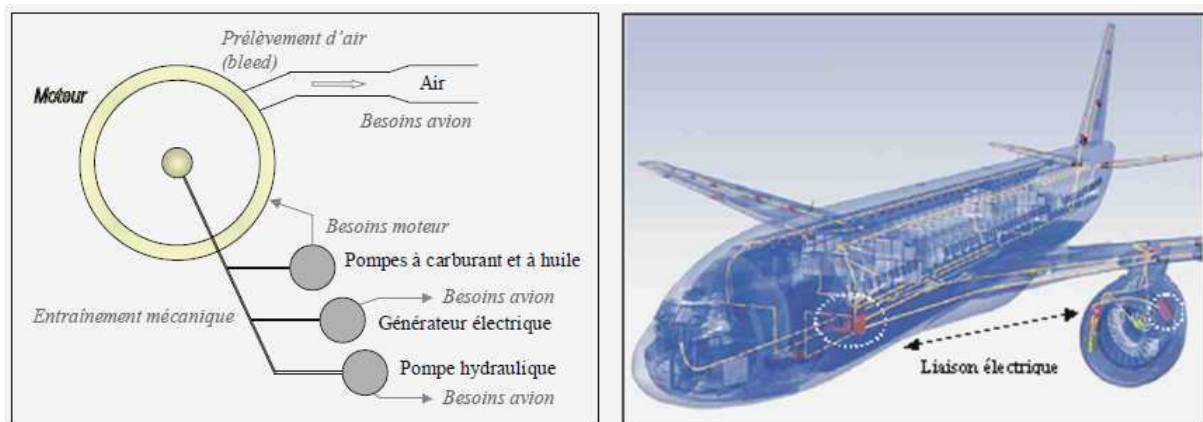 Prélèvement d'air
(bleed)
Moteur
Air
Besoins avion
Besoins moteur
Pompes à carburant et à huile
Besoins avion
Entraînement mécanique
Générateur électrique
Pompe hydraulique
Besoins avion
Liaison électrique